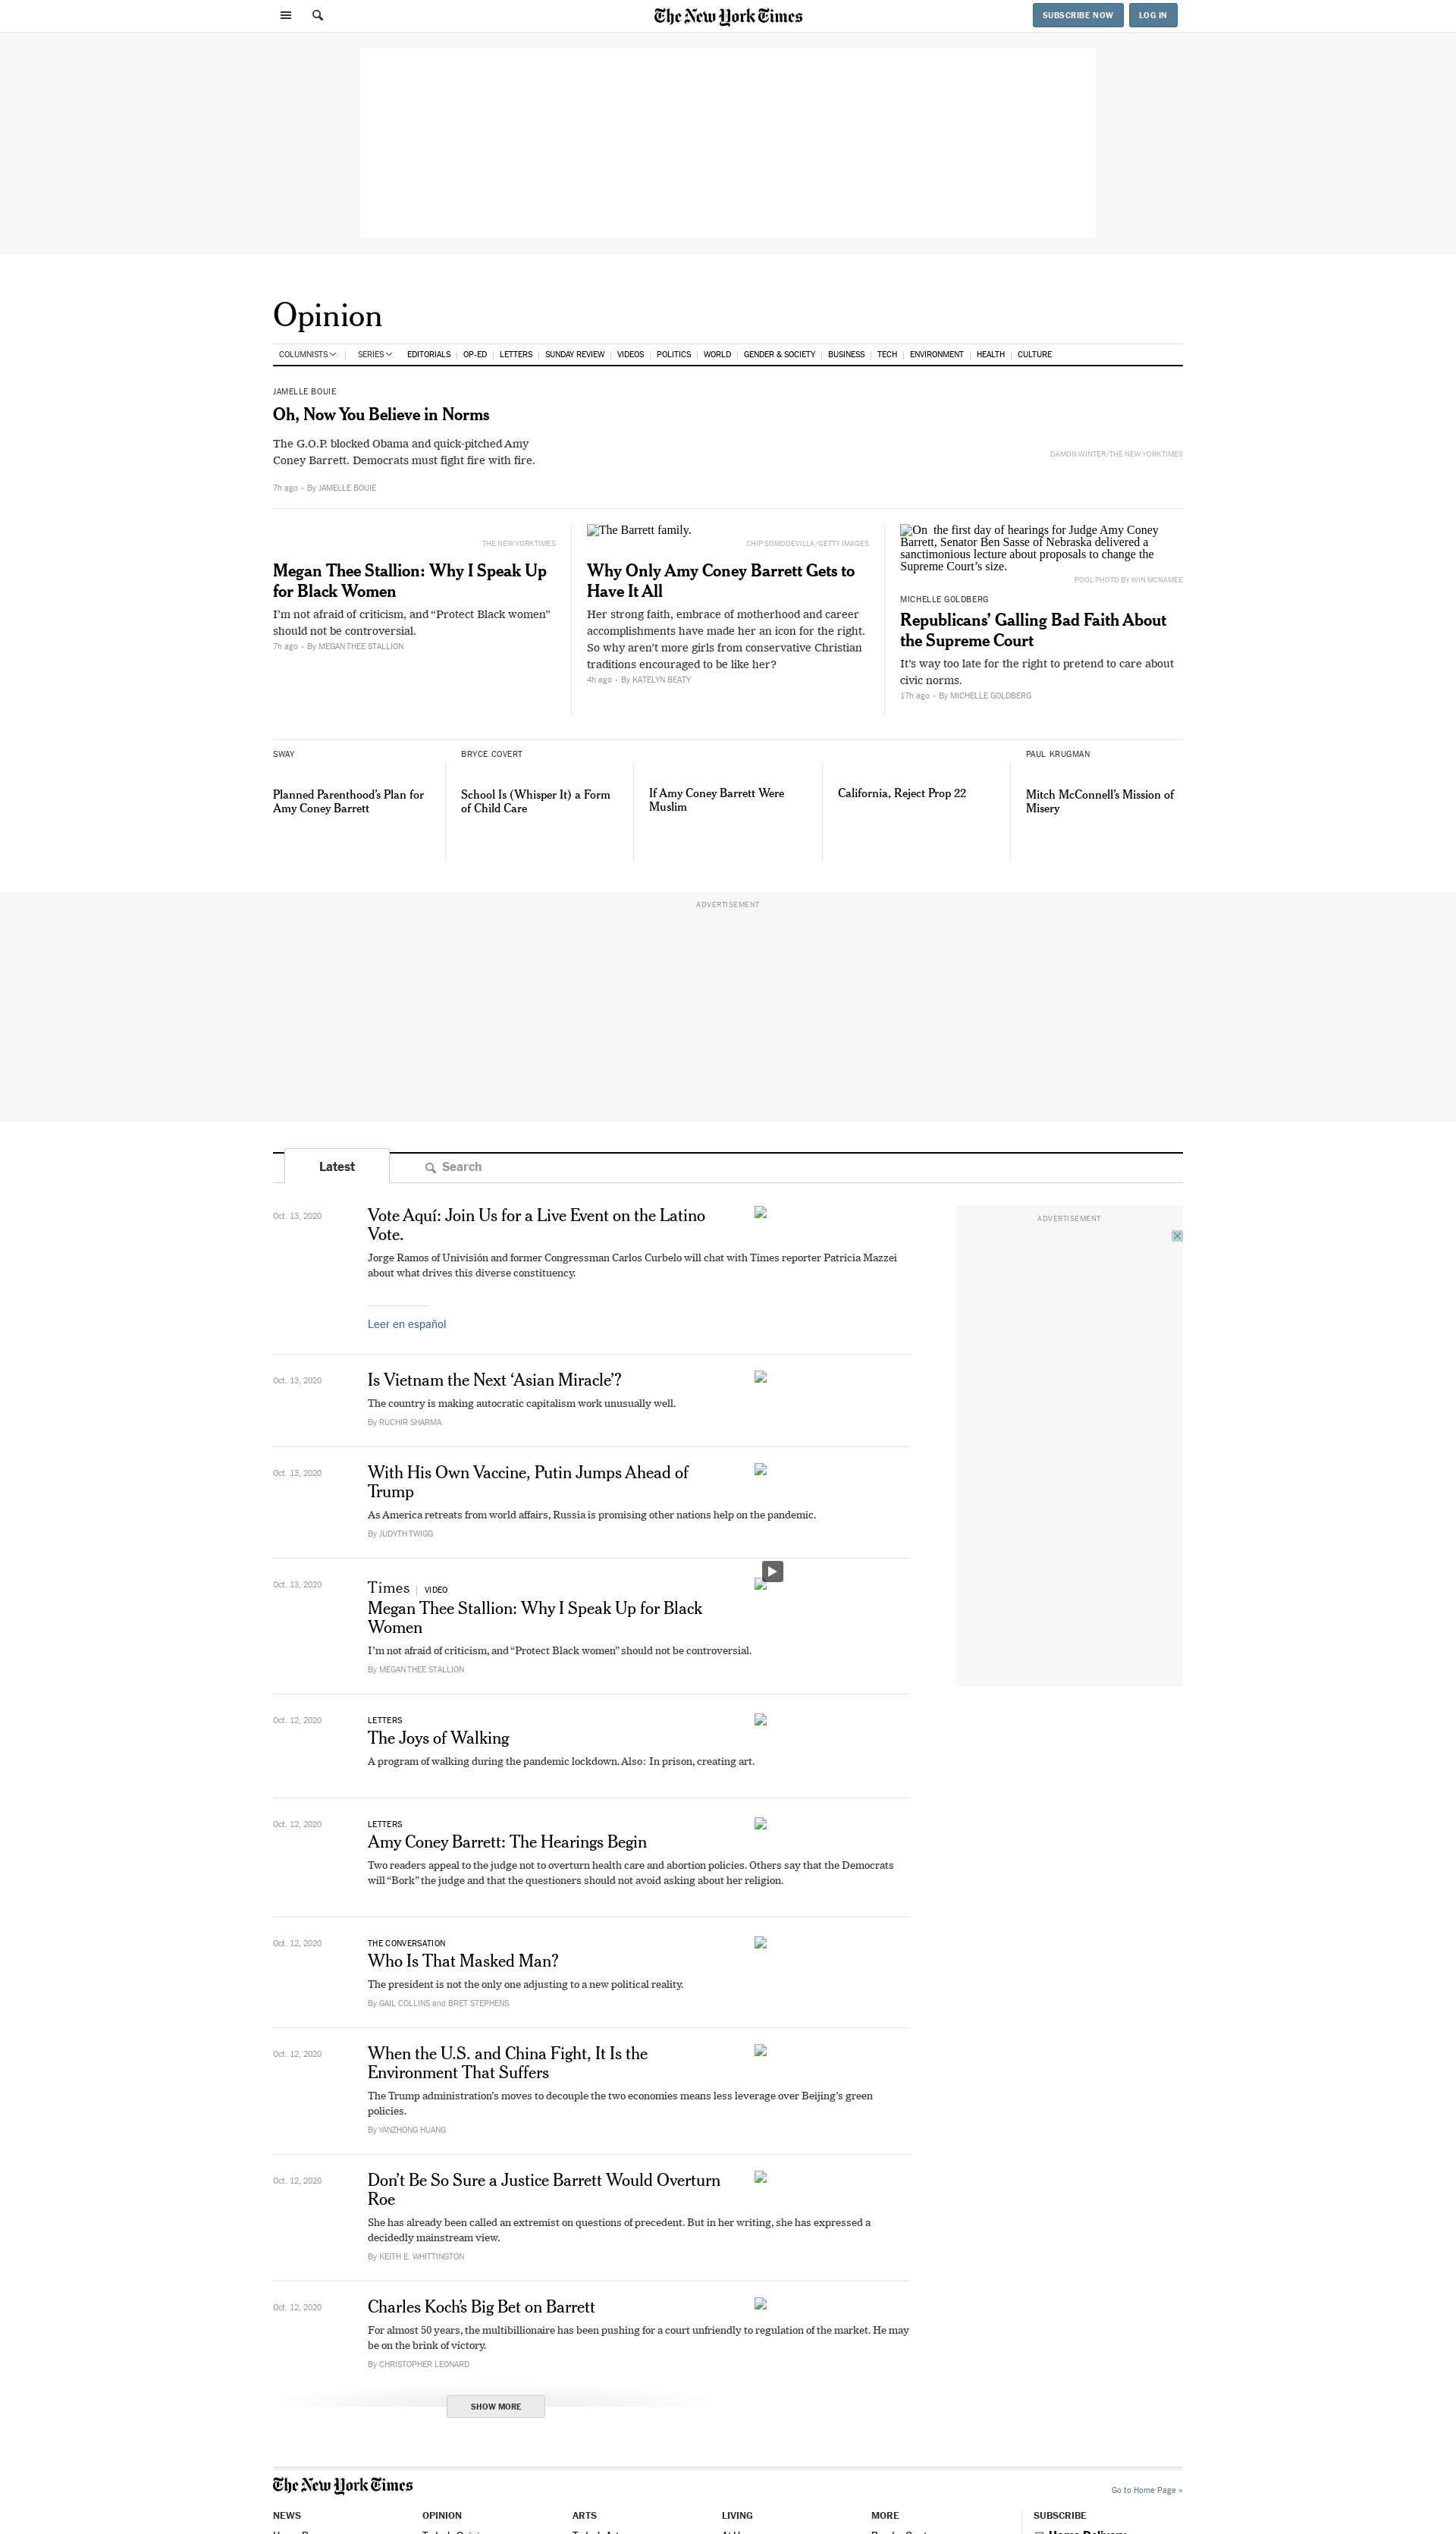 The New York Times
SUBSCRIBE NOW
LOG IN
Opinion
COLUMNISTS
SERIES
EDITORIALS
OP-ED
LETTERS
SUNDAY REVIEW
VIDEOS
POLITICS
WORLD
GENDER & SOCIETY
BUSINESS
TECH
ENVIRONMENT
HEALTH
CULTURE
JAMELLE BOUIE
Oh, Now You Believe in Norms
The G.O.P. blocked Obama and quick-pitched Amy
Coney Barrett. Democrats must fight fire with fire.
DAMON WINTER/THE NEW YORK TIMES
7h ago • By JAMELLE BOUIE
THE NEW YORK TIMES
Megan Thee Stallion: Why I Speak Up
for Black Women
I’m not afraid of criticism, and “Protect Black women”
should not be controversial.
7h ago • By MEGAN THEE STALLION
The Barrett family.
CHIP SOMODEVILLA/GETTY IMAGES
Why Only Amy Coney Barrett Gets to
Have It All
Her strong faith, embrace of motherhood and career
accomplishments have made her an icon for the right.
So why aren’t more girls from conservative Christian
traditions encouraged to be like her?
4h ago • By KATELYN BEATY
On the first day of hearings for Judge Amy Coney
Barrett, Senator Ben Sasse of Nebraska delivered a
sanctimonious lecture about proposals to change the
Supreme Court’s size.
POOL PHOTO BY WIN MCNAMEE
MICHELLE GOLDBERG
Republicans’ Galling Bad Faith About
the Supreme Court
It’s way too late for the right to pretend to care about
civic norms.
17h ago • By MICHELLE GOLDBERG
SWAY
Planned Parenthood’s Plan for
Amy Coney Barrett
BRYCE COVERT
School Is (Whisper It) a Form
of Child Care
If Amy Coney Barrett Were
Muslim
California, Reject Prop 22
PAUL KRUGMAN
Mitch McConnell’s Mission of
Misery
ADVERTISEMENT
Latest
Search
Oct. 13, 2020
Vote Aquí: Join Us for a Live Event on the Latino
Vote.
Jorge Ramos of Univisión and former Congressman Carlos Curbelo will chat with Times reporter Patricia Mazzei
about what drives this diverse constituency.
Leer en español
ADVERTISEMENT
Oct. 13, 2020
Is Vietnam the Next ‘Asian Miracle’?
The country is making autocratic capitalism work unusually well.
By RUCHIR SHARMA
Oct. 13, 2020
With His Own Vaccine, Putin Jumps Ahead of
Trump
As America retreats from world affairs, Russia is promising other nations help on the pandemic.
By JUDYTH TWIGG
Oct. 13, 2020
Times | VIDEO
Megan Thee Stallion: Why I Speak Up for Black
Women
I’m not afraid of criticism, and “Protect Black women” should not be controversial.
By MEGAN THEE STALLION
Oct. 12, 2020
LETTERS
The Joys of Walking
A program of walking during the pandemic lockdown. Also: In prison, creating art.
Oct. 12, 2020
LETTERS
Amy Coney Barrett: The Hearings Begin
Two readers appeal to the judge not to overturn health care and abortion policies. Others say that the Democrats
will “Bork” the judge and that the questioners should not avoid asking about her religion.
Oct. 12, 2020
THE CONVERSATION
Who Is That Masked Man?
The president is not the only one adjusting to a new political reality.
By GAIL COLLINS and BRET STEPHENS
Oct. 12, 2020
When the U.S. and China Fight, It Is the
Environment That Suffers
The Trump administration’s moves to decouple the two economies means less leverage over Beijing’s green
policies.
By YANZHONG HUANG
Oct. 12, 2020
Don’t Be So Sure a Justice Barrett Would Overturn
Roe
She has already been called an extremist on questions of precedent. But in her writing, she has expressed a
decidedly mainstream view.
By KEITH E. WHITTINGTON
Oct. 12, 2020
Charles Koch’s Big Bet on Barrett
For almost 50 years, the multibillionaire has been pushing for a court unfriendly to regulation of the market. He may
be on the brink of victory.
By CHRISTOPHER LEONARD
SHOW MORE
The New York Times
Go to Home Page »
NEWS
OPINION
ARTS
LIVING
MORE
SUBSCRIBE